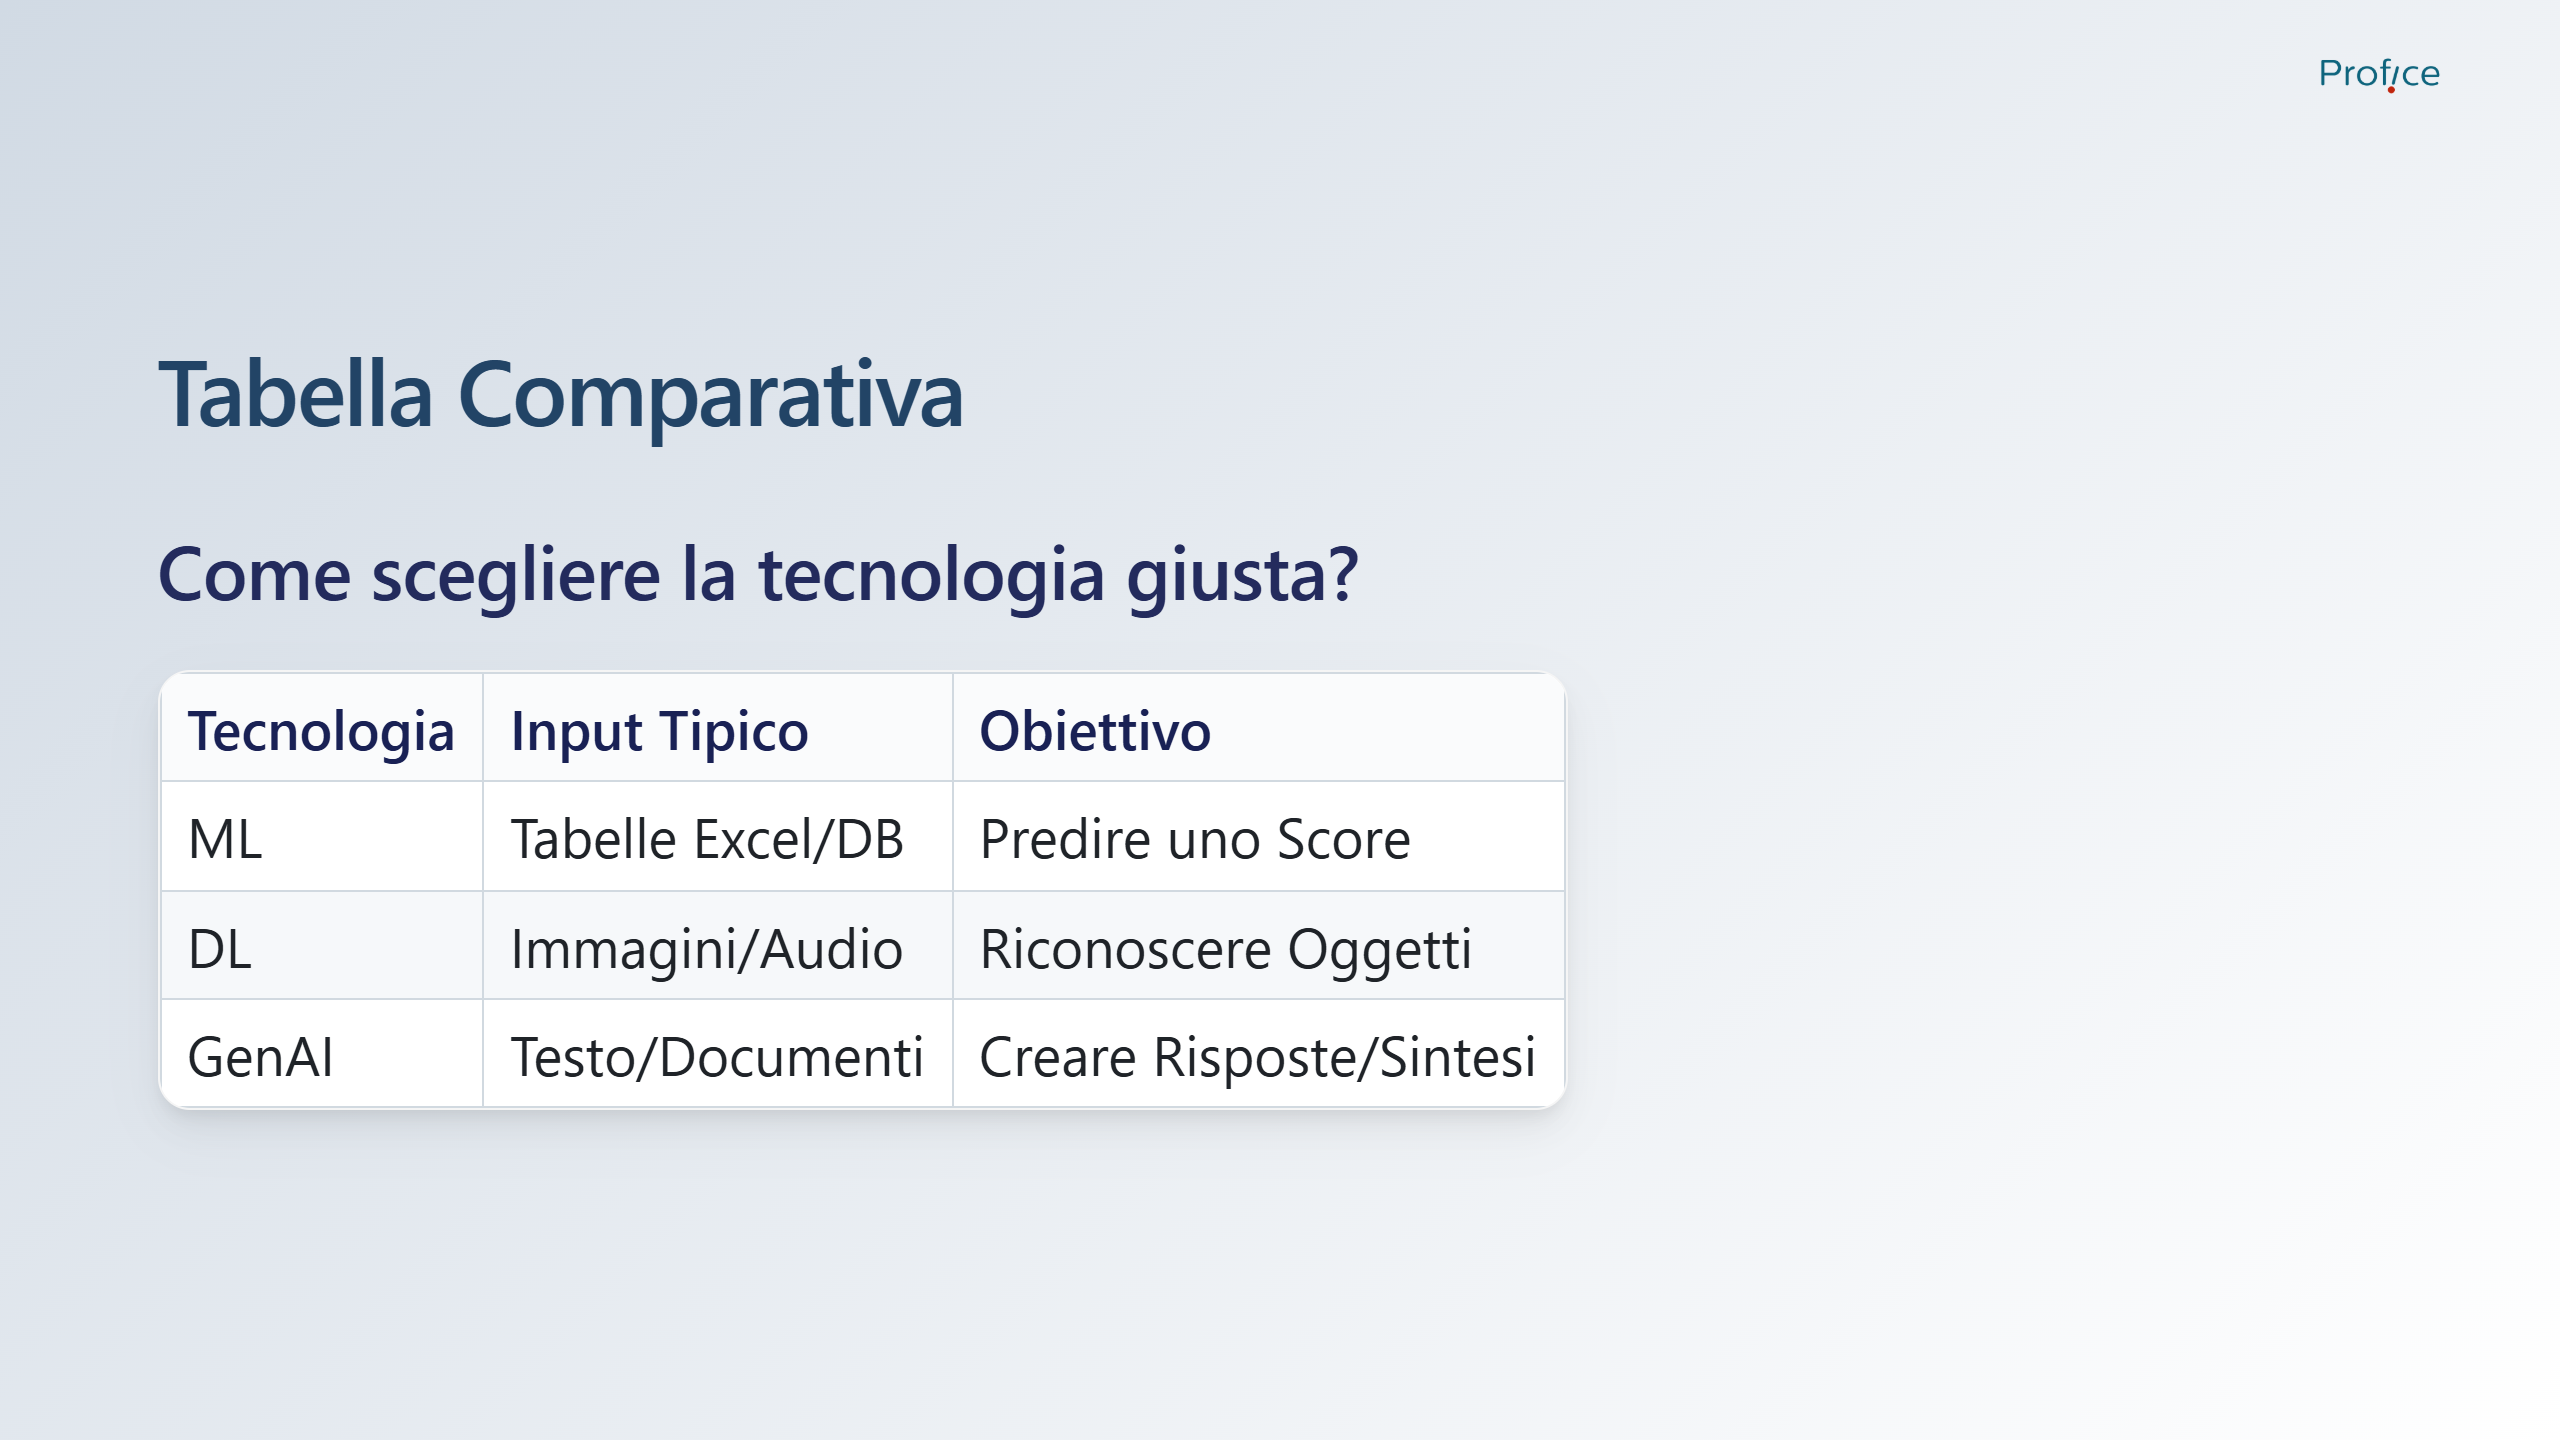 Profice
Tabella Comparativa
Come scegliere la tecnologia giusta?
Tecnologia Input Tipico Obiettivo
ML Tabelle Excel/DB Predire uno Score
DL Immagini/Audio Riconoscere Oggetti
GenAI Testo/Documenti Creare Risposte/Sintesi